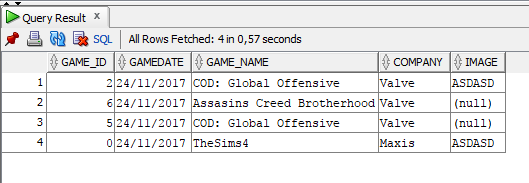 Query Result x
SQL | All Rows Fetched: 4 in 0,57 seconds
GAME_ID GAMEDATE GAME_NAME COMPANY IMAGE
1 2 24/11/2017 COD: Global Offensive Valve ASDASD
2 6 24/11/2017 Assasins Creed Brotherhood Valve (null)
3 5 24/11/2017 COD: Global Offensive Valve (null)
4 0 24/11/2017 TheSims4 Maxis ASDASD